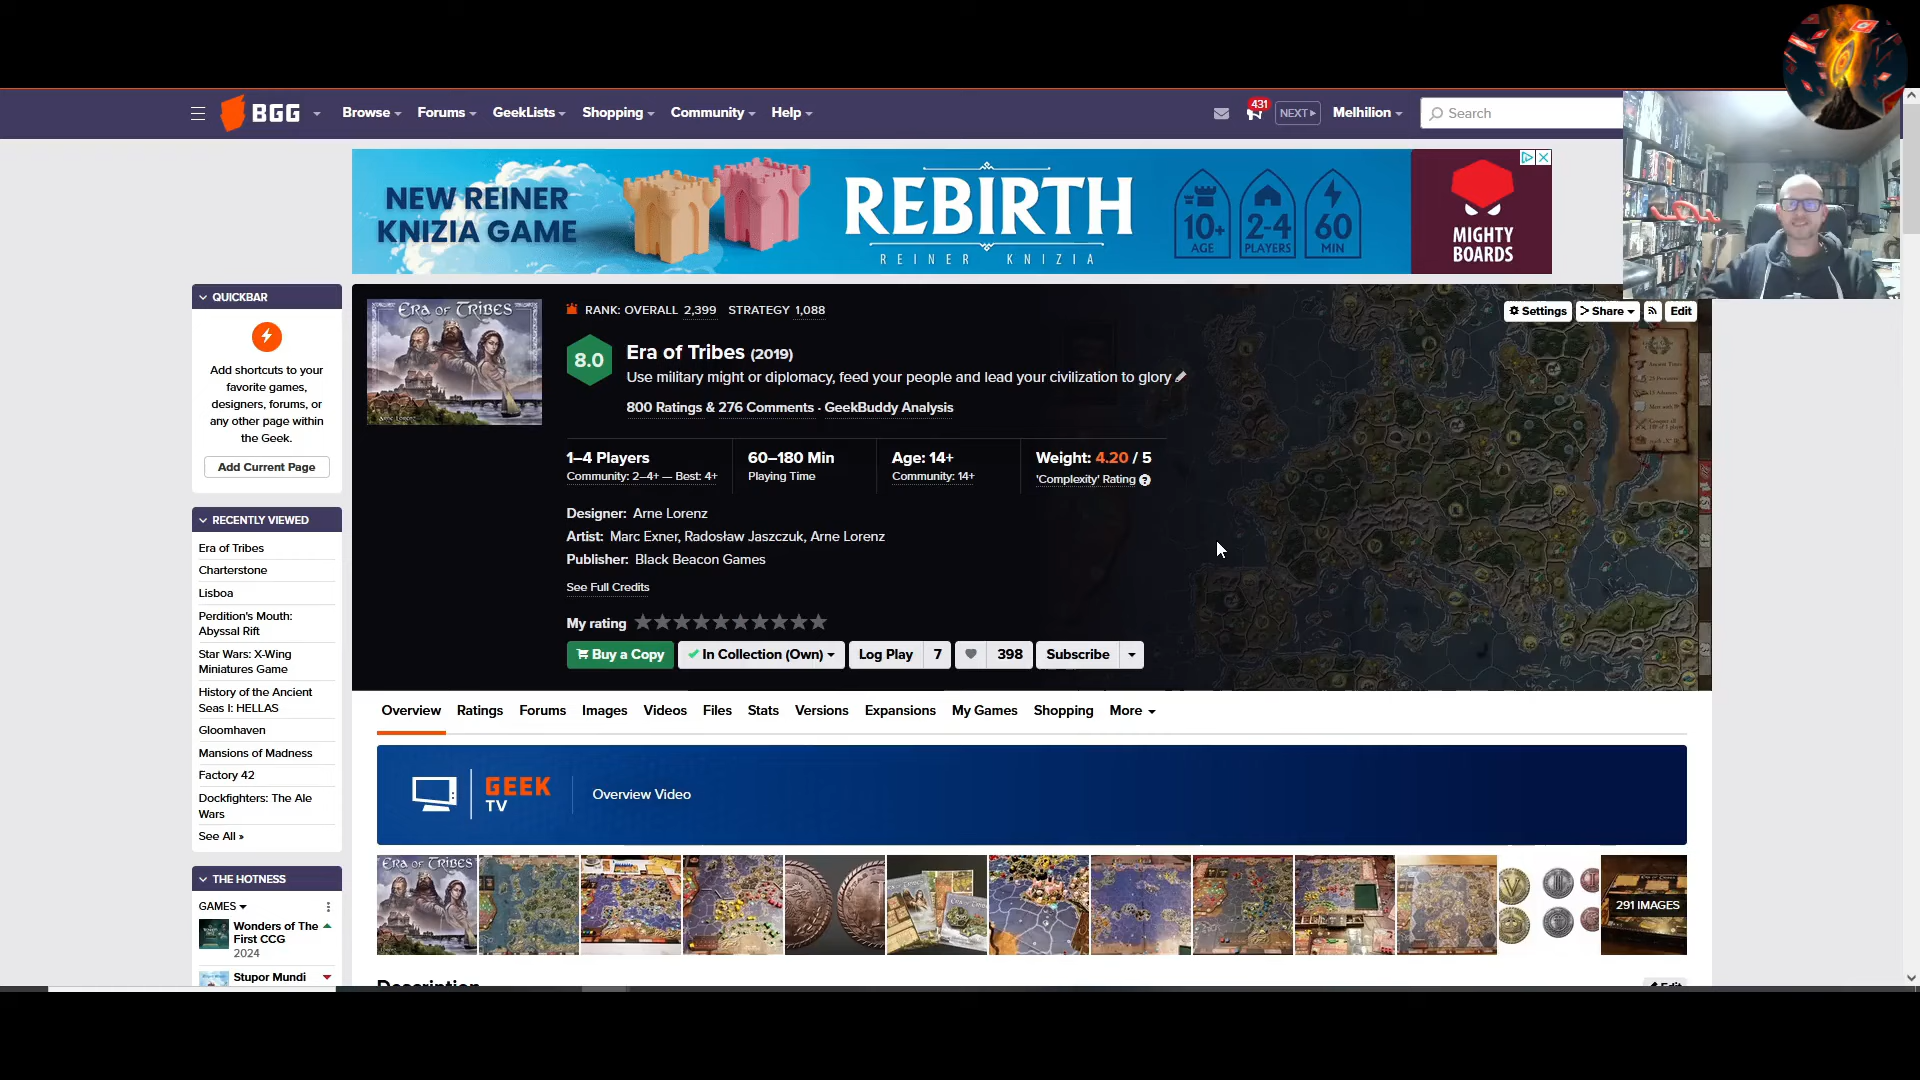 BGG
Browse
Forums
GeekLists
Shopping
Community
Help
431
NEXT
Melhilion
Search
NEW REINER
KNIZIA GAME
REBIRTH
REINER KNIZIA
10+
AGE
2-4
PLAYERS
60
MIN
MIGHTY
BOARDS
QUICKBAR
Add shortcuts to your
favorite games,
designers, forums, or
any other page within
the Geek.
Add Current Page
RECENTLY VIEWED
Era of Tribes
Charterstone
Lisboa
Perdition's Mouth:
Abyssal Rift
Star Wars: X-Wing
Miniatures Game
History of the Ancient
Seas I: HELLAS
Gloomhaven
Mansions of Madness
Factory 42
Dockfighters: The Ale
Wars
See All »
THE HOTNESS
GAMES
Wonders of The
First CCG
2024
Stupor Mundi
ERA OF TRIBES
RANK: OVERALL 2,399 STRATEGY 1,088
Settings
Share
Edit
8.0
Era of Tribes (2019)
Use military might or diplomacy, feed your people and lead your civilization to glory
800 Ratings & 276 Comments · GeekBuddy Analysis
1–4 Players
Community: 2–4+ — Best: 4+
60–180 Min
Playing Time
Age: 14+
Community: 14+
Weight: 4.20 / 5
'Complexity' Rating
Designer: Arne Lorenz
Artist: Marc Exner, Radosław Jaszczuk, Arne Lorenz
Publisher: Black Beacon Games
See Full Credits
My rating
Buy a Copy
In Collection (Own)
Log Play 7
398
Subscribe
Overview
Ratings
Forums
Images
Videos
Files
Stats
Versions
Expansions
My Games
Shopping
More
GEEK
TV
Overview Video
ERA OF TRIBES
291 IMAGES
Description
Edit